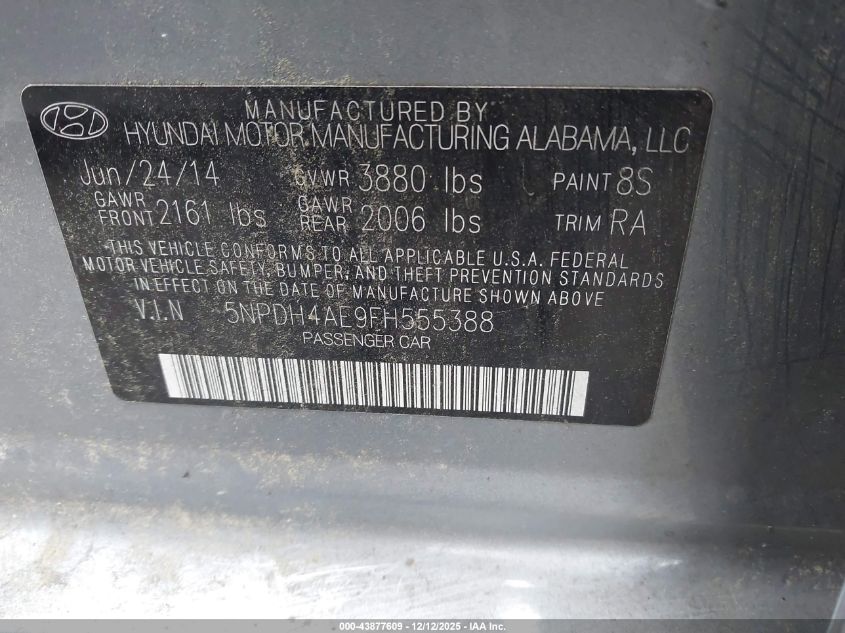 MANUFACTURED BY
HYUNDAI MOTOR MANUFACTURING ALABAMA, LLC
Jun/24/14 GVWR 3880 lbs PAINT 8S
GAWR FRONT 2161 lbs GAWR REAR 2006 lbs TRIM RA
THIS VEHICLE CONFORMS TO ALL APPLICABLE U.S.A. FEDERAL
MOTOR VEHICLE SAFETY, BUMPER, AND THEFT PREVENTION STANDARDS
IN EFFECT ON THE DATE OF MANUFACTURE SHOWN ABOVE
V.I.N 5NPDH4AE9FH555388
PASSENGER CAR
000-43877609 - 12/12/2025 - IAA Inc.